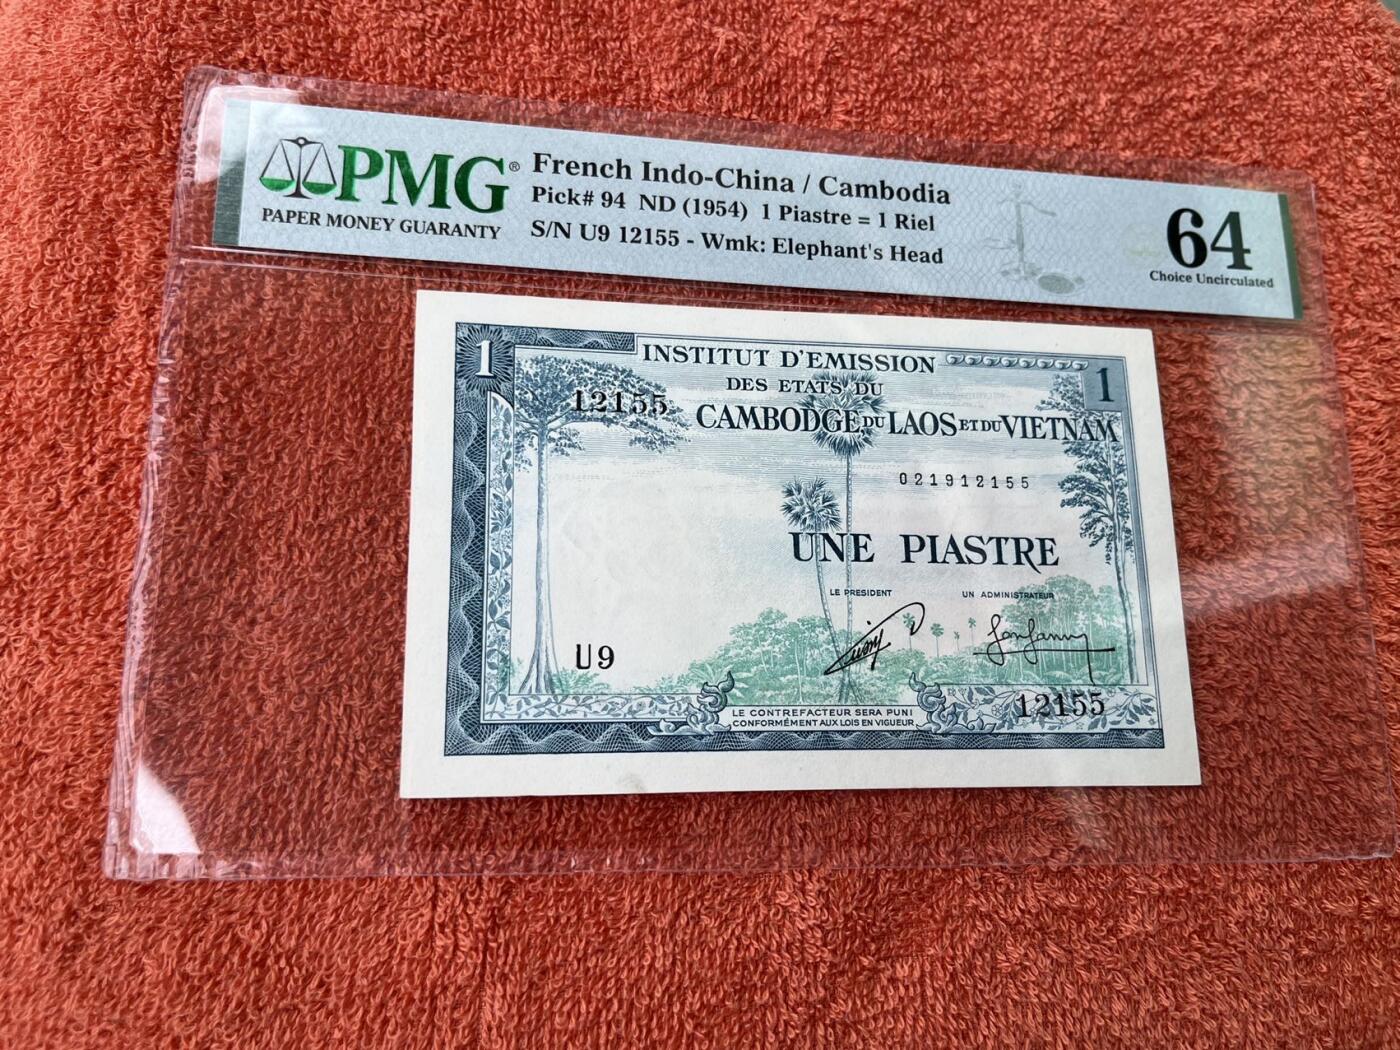 PMG®
PAPER MONEY GUARANTY
French Indo-China / Cambodia
Pick# 94 ND (1954) 1 Piastre = 1 Riel
S/N U9 12155 - Wmk: Elephant's Head
64
Choice Uncirculated
1
INSTITUT D'EMISSION
1
DES ETATS DU
12155
CAMBODGE DU LAOS ET DU VIETNAM
021912155
UNE PIASTRE
LE PRESIDENT
UN ADMINISTRATEUR
U9
12155
LE CONTREFACTEUR SERA PUNI
CONFORMÉMENT AUX LOIS EN VIGUEUR